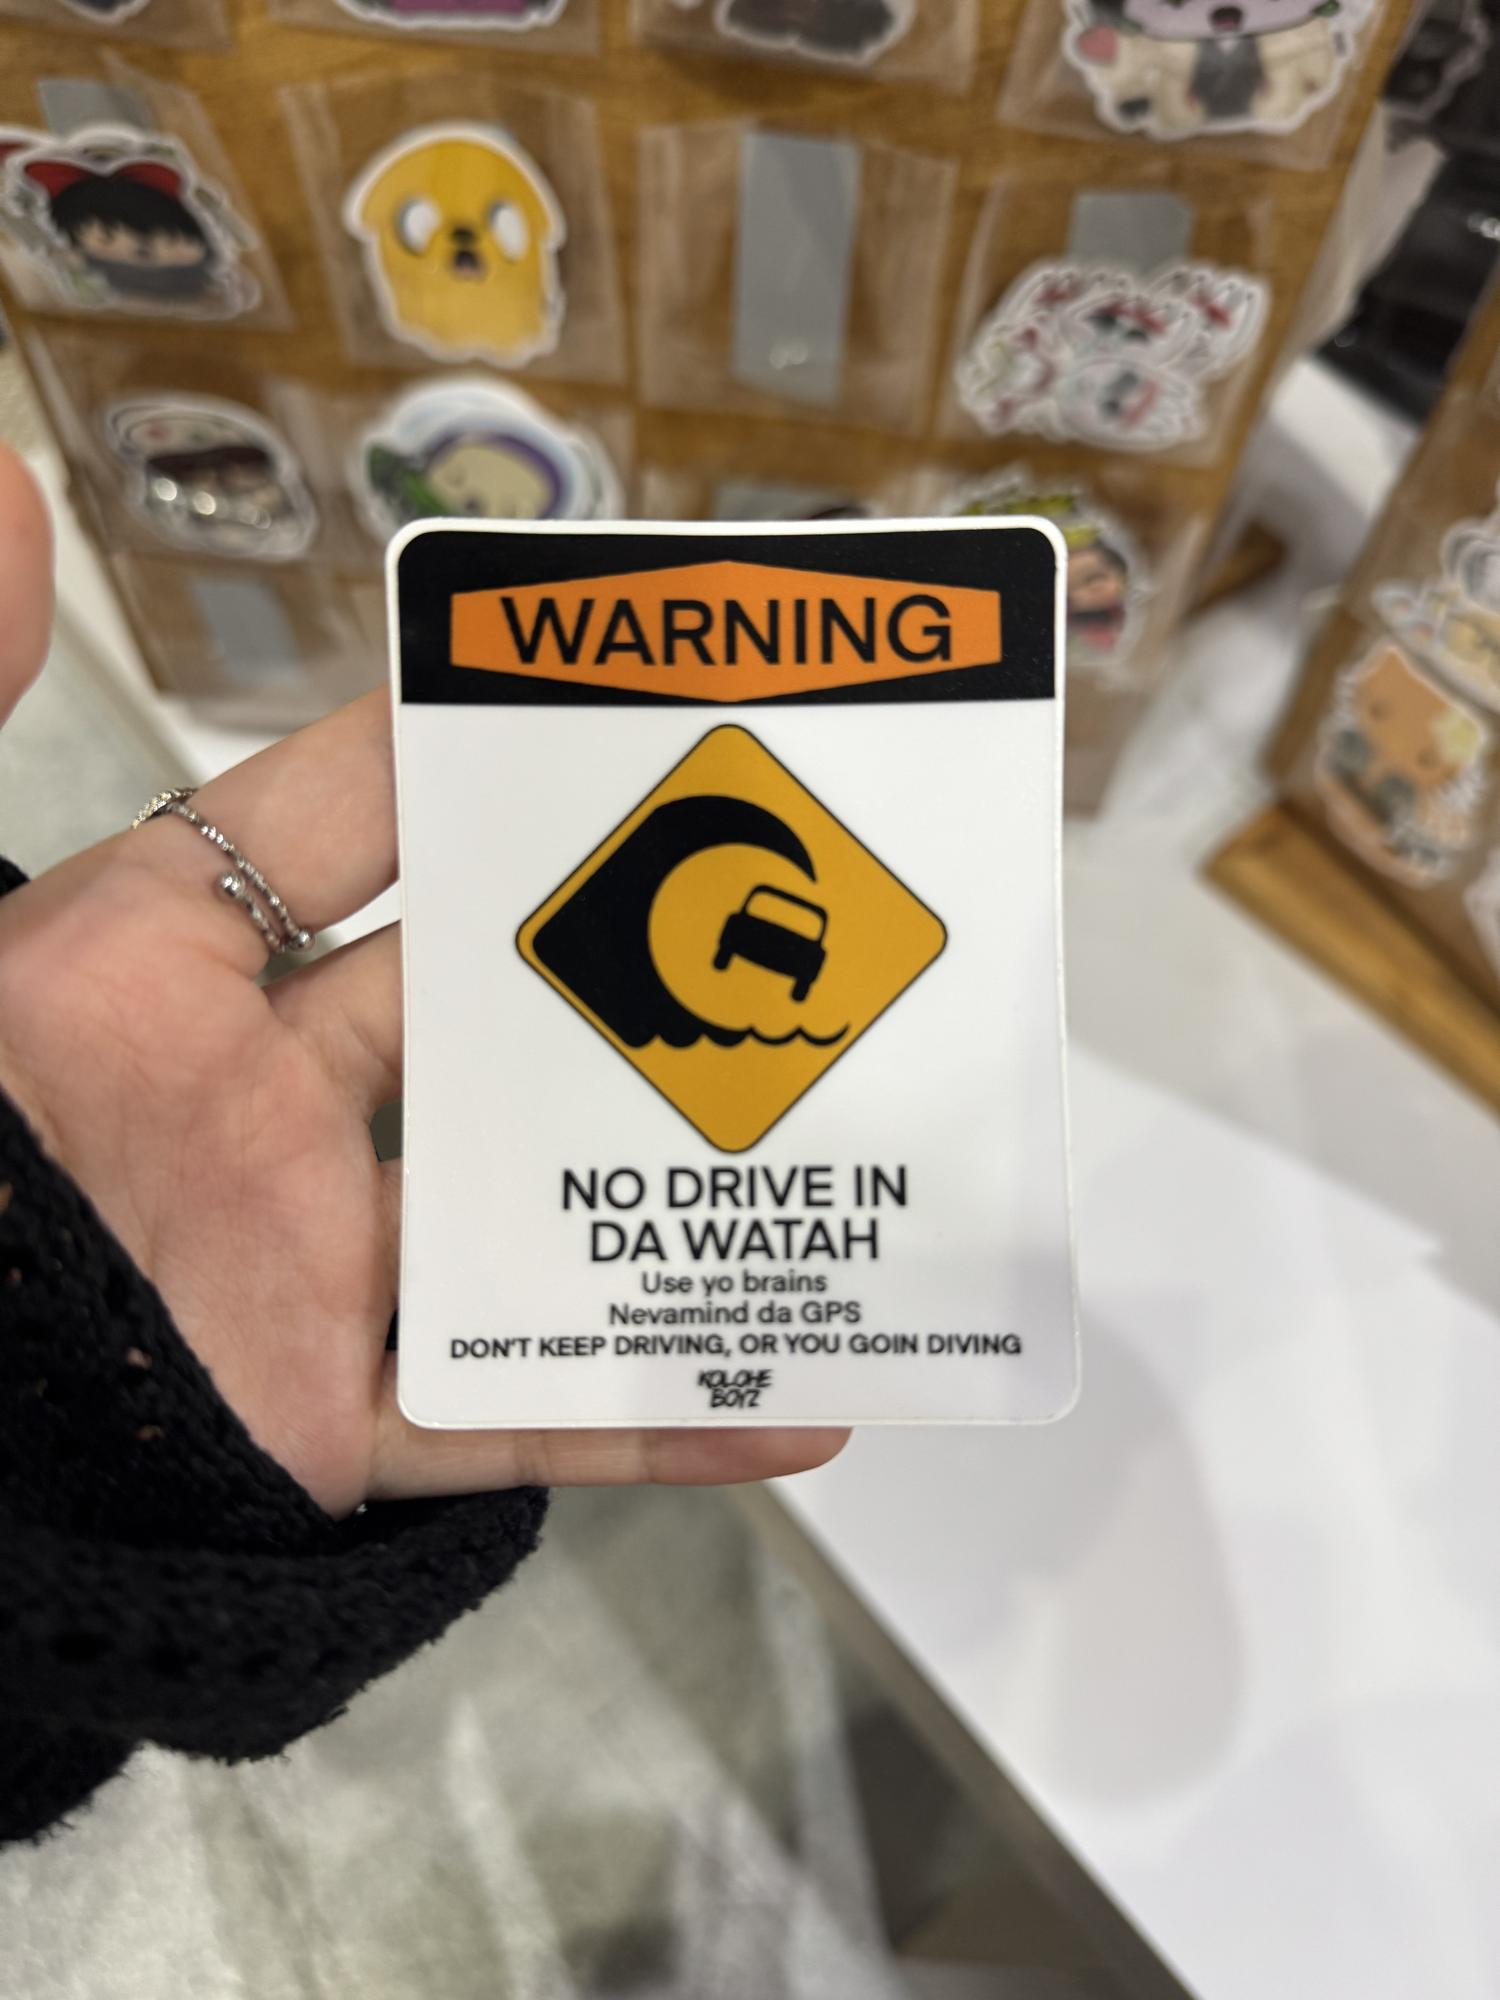 WARNING
NO DRIVE IN
DA WATAH
Use yo brains
Nevamind da GPS
DON'T KEEP DRIVING, OR YOU GOIN DIVING
KOLOHE
BOYZ